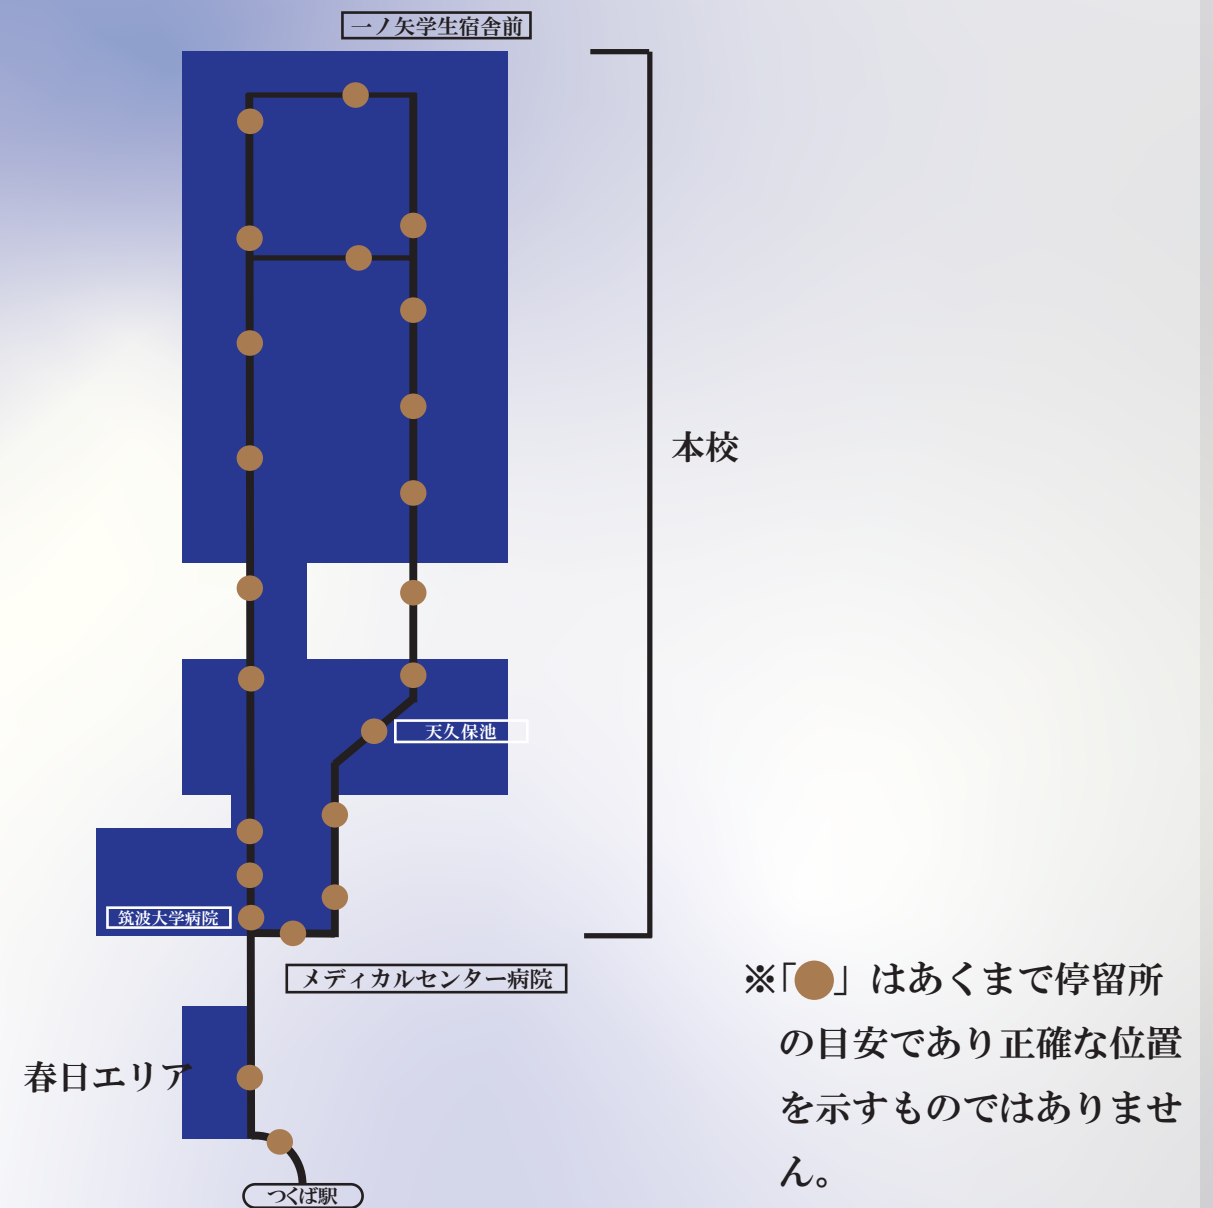 一ノ矢学生宿舎前
本校
天久保池
筑波大学病院
メディカルセンター病院
春日エリア
つくば駅
※「●」はあくまで停留所
の目安であり正確な位置
を示すものではありませ
ん。